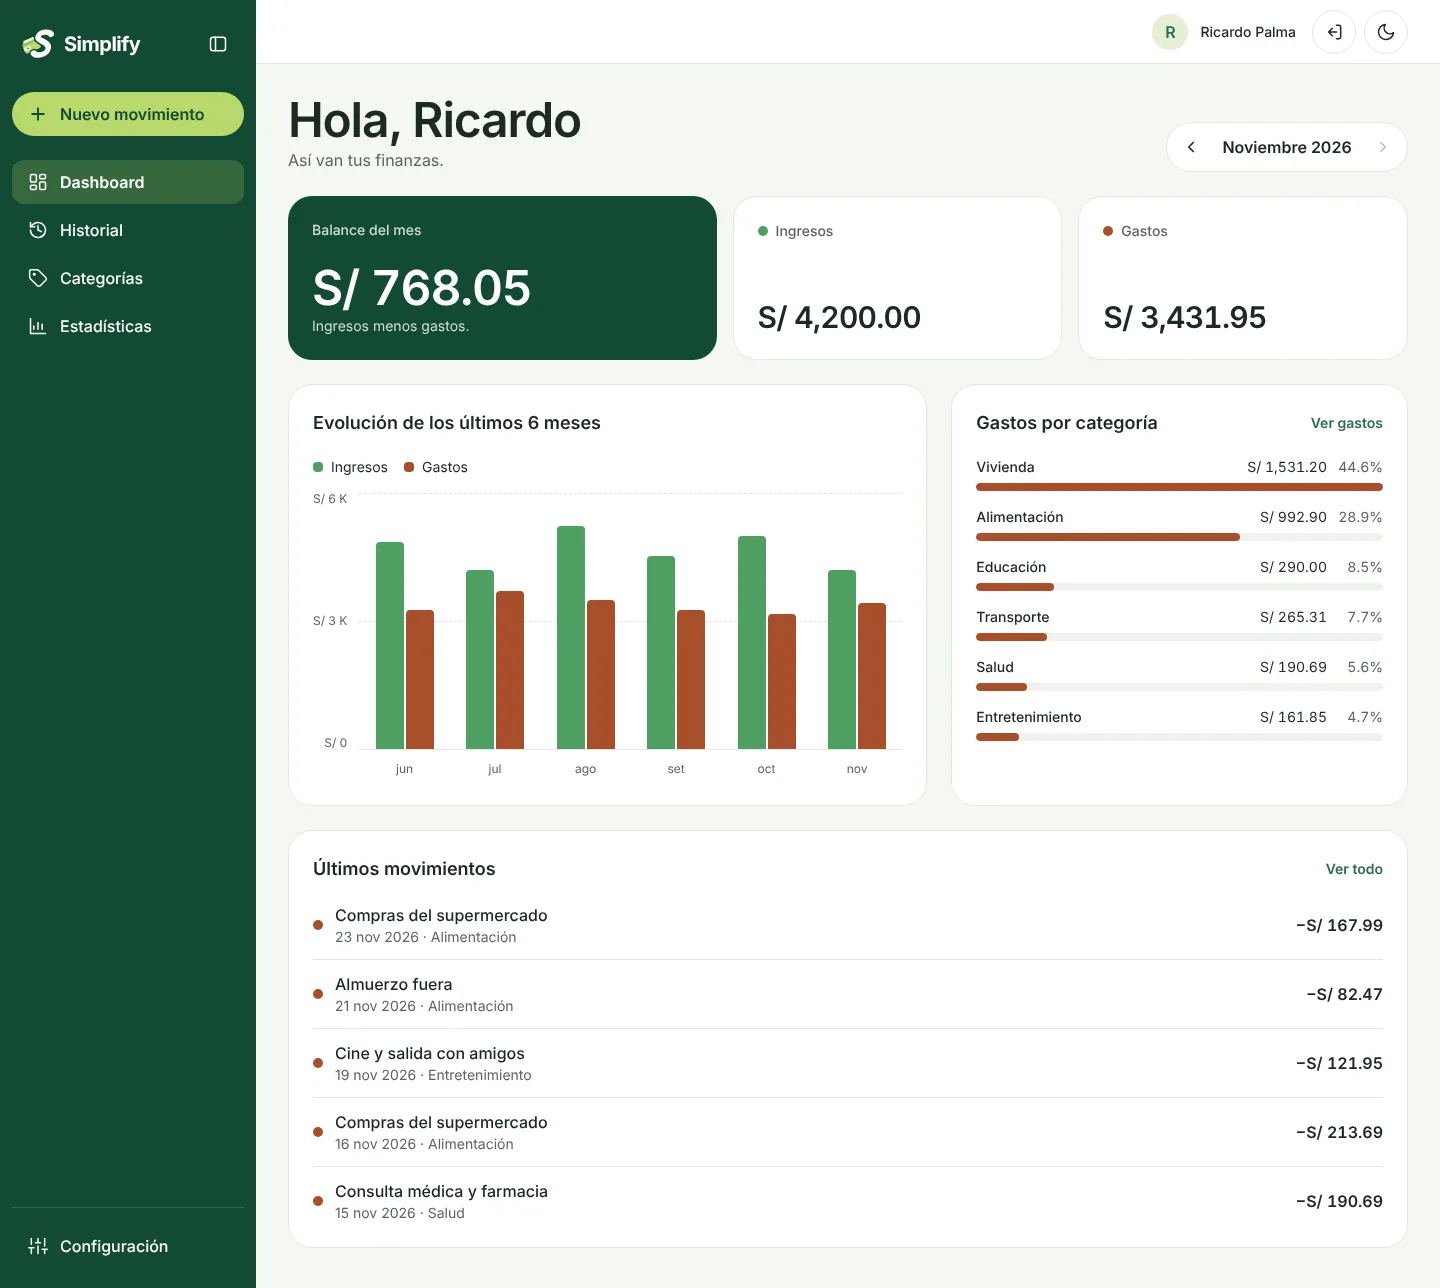 Simplify
Nuevo movimiento
Dashboard
Historial
Categorías
Estadísticas
Configuración
R Ricardo Palma
Hola, Ricardo
Así van tus finanzas.
Noviembre 2026
Balance del mes
S/ 768.05
Ingresos menos gastos.
Ingresos
S/ 4,200.00
Gastos
S/ 3,431.95
Evolución de los últimos 6 meses
Ingresos Gastos
S/ 6 K
S/ 3 K
S/ 0
jun jul ago set oct nov
Gastos por categoría Ver gastos
Vivienda S/ 1,531.20 44.6%
Alimentación S/ 992.90 28.9%
Educación S/ 290.00 8.5%
Transporte S/ 265.31 7.7%
Salud S/ 190.69 5.6%
Entretenimiento S/ 161.85 4.7%
Últimos movimientos Ver todo
Compras del supermercado
23 nov 2026 · Alimentación
−S/ 167.99
Almuerzo fuera
21 nov 2026 · Alimentación
−S/ 82.47
Cine y salida con amigos
19 nov 2026 · Entretenimiento
−S/ 121.95
Compras del supermercado
16 nov 2026 · Alimentación
−S/ 213.69
Consulta médica y farmacia
15 nov 2026 · Salud
−S/ 190.69